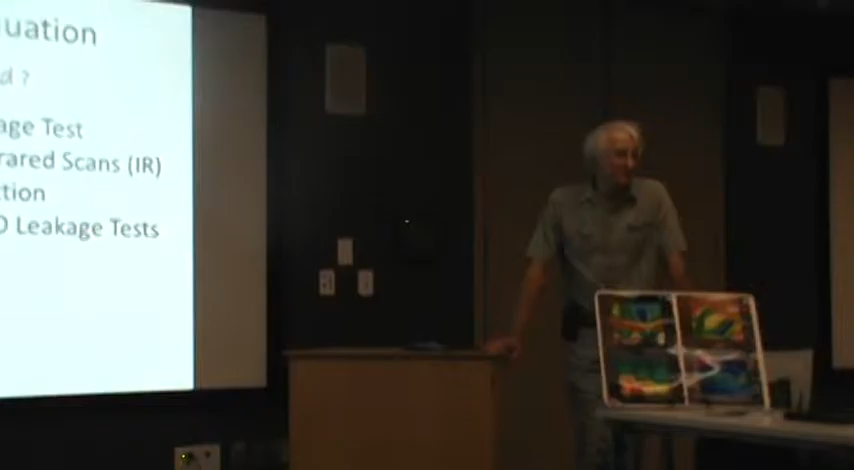 uation
d ?
age Test
rared Scans (IR)
tion
D Leakage Tests